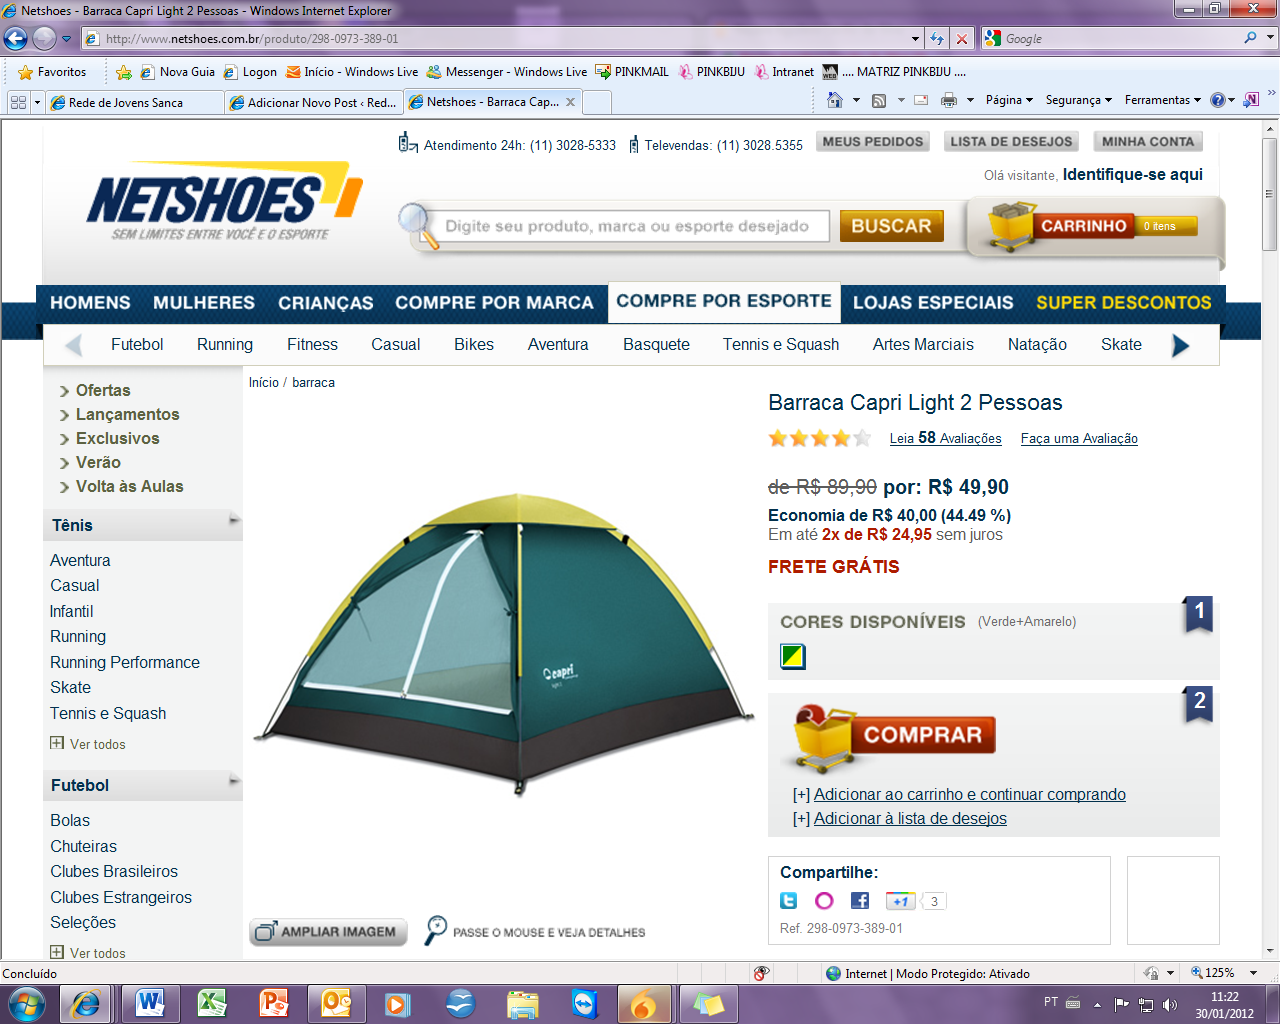 Netshoes - Barraca Capri Light 2 Pessoas - Windows Internet Explorer
http://www.netshoes.com.br/produto/298-0973-389-01
Google
Favoritos
Nova Guia
Logon
Início - Windows Live
Messenger - Windows Live
PINKMAIL
PINKBIJU
Intranet
.... MATRIZ PINKBIJU ....
Rede de Jovens Sanca
Adicionar Novo Post ‹ Red...
Netshoes - Barraca Cap...
Página
Segurança
Ferramentas
Atendimento 24h: (11) 3028-5333
Televendas: (11) 3028.5355
MEUS PEDIDOS
LISTA DE DESEJOS
MINHA CONTA
Olá visitante, Identifique-se aqui
NETSHOES
SEM LIMITES ENTRE VOCÊ E O ESPORTE
Digite seu produto, marca ou esporte desejado
BUSCAR
CARRINHO
0 itens
HOMENS
MULHERES
CRIANÇAS
COMPRE POR MARCA
COMPRE POR ESPORTE
LOJAS ESPECIAIS
SUPER DESCONTOS
Futebol
Running
Fitness
Casual
Bikes
Aventura
Basquete
Tennis e Squash
Artes Marciais
Natação
Skate
Ofertas
Lançamentos
Exclusivos
Verão
Volta às Aulas
Tênis
Aventura
Casual
Infantil
Running
Running Performance
Skate
Tennis e Squash
Ver todos
Futebol
Bolas
Chuteiras
Clubes Brasileiros
Clubes Estrangeiros
Seleções
Ver todos
Início / barraca
capri
AMPLIAR IMAGEM
PASSE O MOUSE E VEJA DETALHES
Barraca Capri Light 2 Pessoas
Leia 58 Avaliações
Faça uma Avaliação
de R$ 89,90 por: R$ 49,90
Economia de R$ 40,00 (44.49 %)
Em até 2x de R$ 24,95 sem juros
FRETE GRÁTIS
CORES DISPONÍVEIS (Verde+Amarelo)
1
2
COMPRAR
[+] Adicionar ao carrinho e continuar comprando
[+] Adicionar à lista de desejos
Compartilhe:
+1
3
Ref. 298-0973-389-01
Concluído
Internet | Modo Protegido: Ativado
125%
PT
11:22
30/01/2012